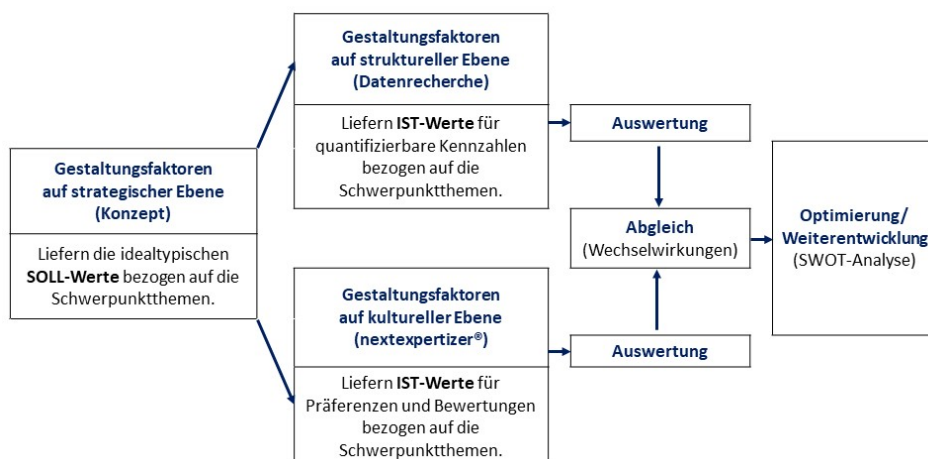 Gestaltungsfaktoren
auf strategischer Ebene
(Konzept)
Liefern die idealtypischen
SOLL-Werte bezogen auf die
Schwerpunktthemen.
Gestaltungsfaktoren
auf struktureller Ebene
(Datenrecherche)
Liefern IST-Werte für
quantifizierbare Kennzahlen
bezogen auf die
Schwerpunktthemen.
Gestaltungsfaktoren
auf kultureller Ebene
(nextexpertizer®)
Liefern IST-Werte für
Präferenzen und Bewertungen
bezogen auf die
Schwerpunktthemen.
Auswertung
Abgleich
(Wechselwirkungen)
Auswertung
Optimierung/
Weiterentwicklung
(SWOT-Analyse)